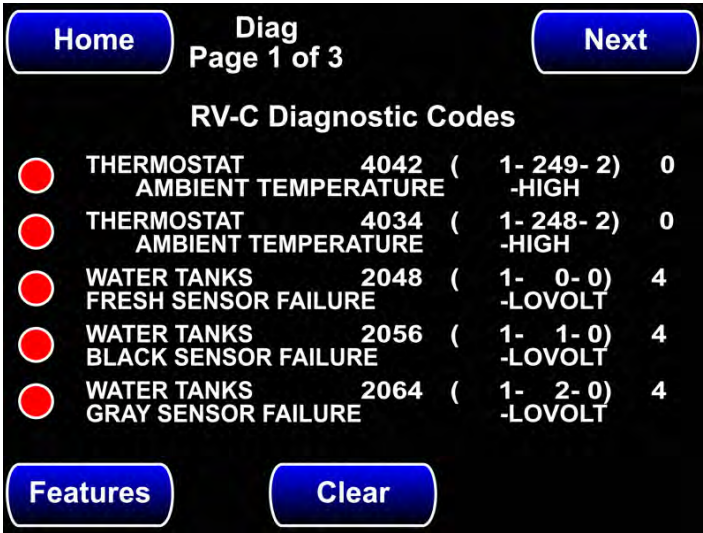 Home
Diag
Page 1 of 3
Next
RV-C Diagnostic Codes
THERMOSTAT 4042 ( 1- 249- 2) 0
AMBIENT TEMPERATURE -HIGH
THERMOSTAT 4034 ( 1- 248- 2) 0
AMBIENT TEMPERATURE -HIGH
WATER TANKS 2048 ( 1- 0- 0) 4
FRESH SENSOR FAILURE -LOVOLT
WATER TANKS 2056 ( 1- 1- 0) 4
BLACK SENSOR FAILURE -LOVOLT
WATER TANKS 2064 ( 1- 2- 0) 4
GRAY SENSOR FAILURE -LOVOLT
Features
Clear